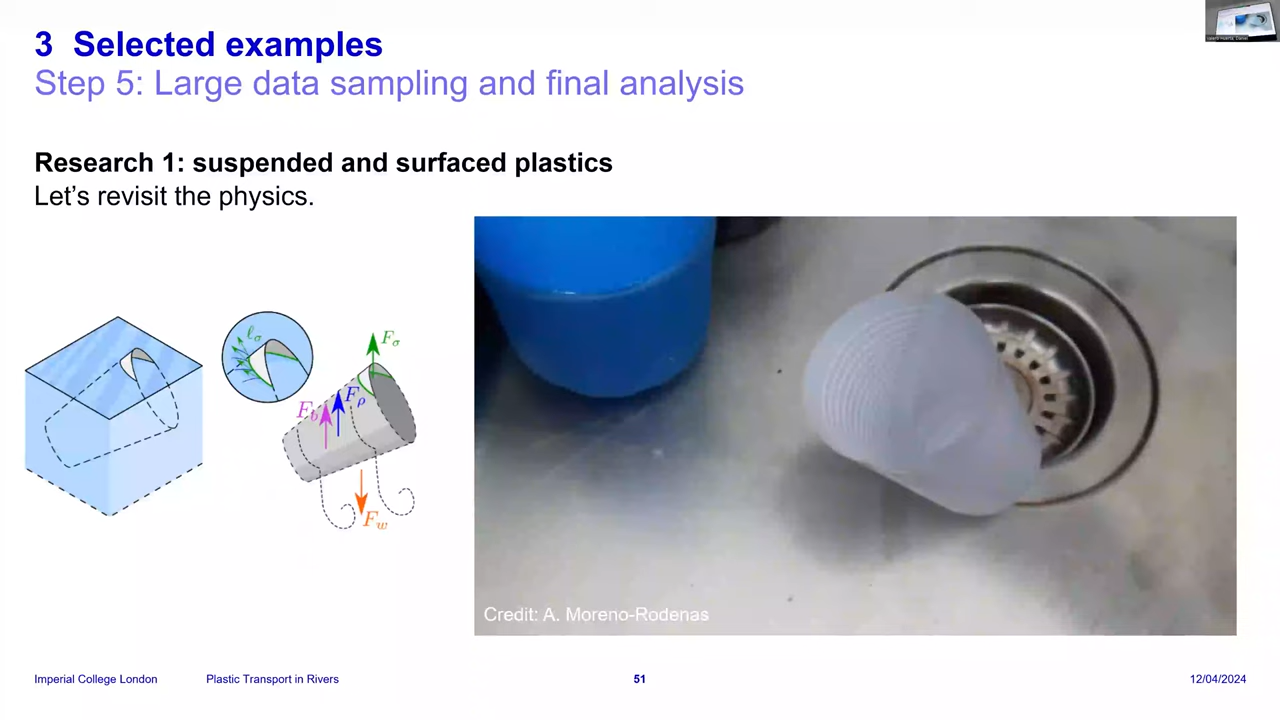 3 Selected examples
Step 5: Large data sampling and final analysis
Research 1: suspended and surfaced plastics
Let’s revisit the physics.
ℓσ
Fσ
Fb
Fρ
Fw
Credit: A. Moreno-Rodenas
Imperial College London Plastic Transport in Rivers 51 12/04/2024